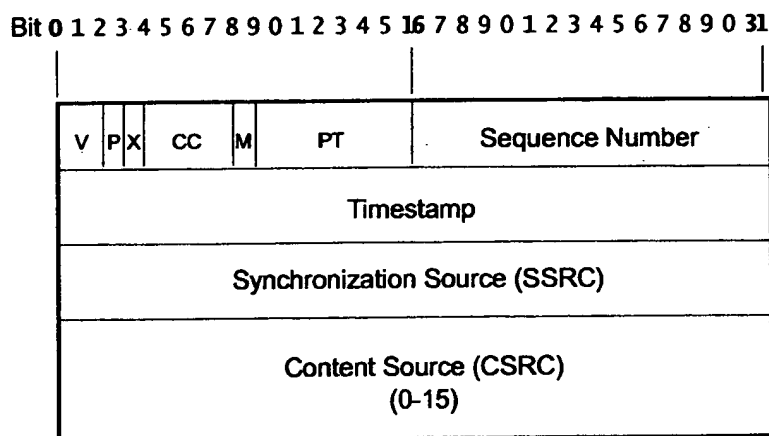 Bit 0 1 2 3 4 5 6 7 8 9 0 1 2 3 4 5 16 7 8 9 0 1 2 3 4 5 6 7 8 9 0 31
V P X CC M PT Sequence Number
Timestamp
Synchronization Source (SSRC)
Content Source (CSRC)
(0-15)